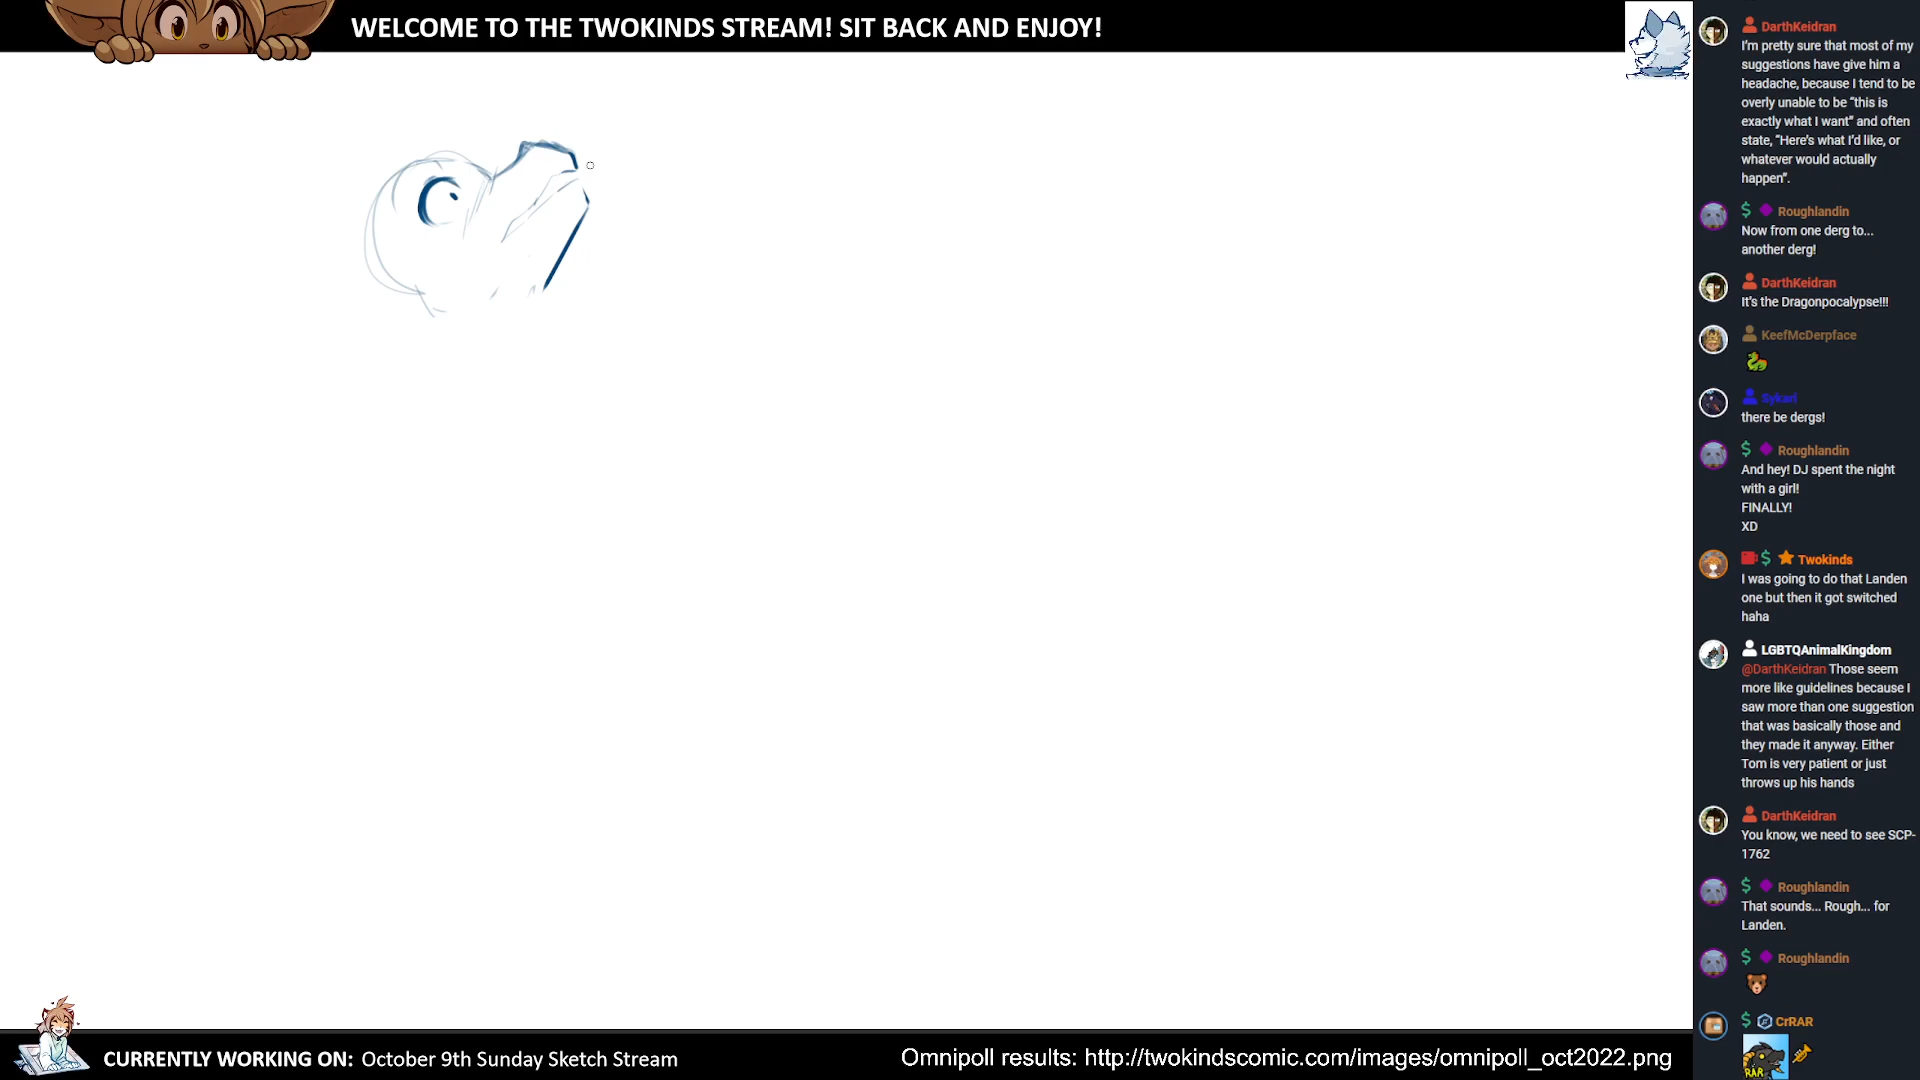 WELCOME TO THE TWOKINDS STREAM! SIT BACK AND ENJOY!
DarthKeidran
I'm pretty sure that most of my
suggestions have give him a
headache, because I tend to be
overly unable to be “this is
exactly what I want” and often
state, “Here's what I'd like, or
whatever would actually
happen”.
$ Roughlandin
Now from one derg to...
another derg!
DarthKeidran
It's the Dragonpocalypse!!!
KeefMcDerpface
Sykarl
there be dergs!
$ Roughlandin
And hey! DJ spent the night
with a girl!
FINALLY!
XD
$ Twokinds
I was going to do that Landen
one but then it got switched
haha
LGBTQAnimalKingdom
@DarthKeidran Those seem
more like guidelines because I
saw more than one suggestion
that was basically those and
they made it anyway. Either
Tom is very patient or just
throws up his hands
DarthKeidran
You know, we need to see SCP-
1762
$ Roughlandin
That sounds... Rough... for
Landen.
$ Roughlandin
$ CrRAR
RAR
CURRENTLY WORKING ON: October 9th Sunday Sketch Stream
Omnipoll results: http://twokindscomic.com/images/omnipoll_oct2022.png